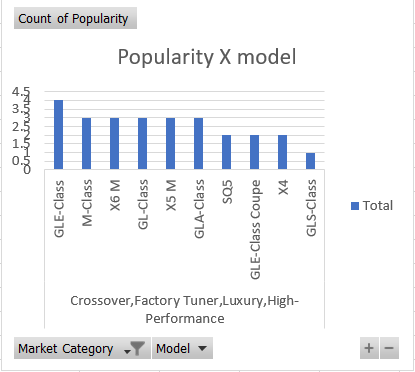 Count of Popularity
Popularity X model
4.5
4
3.5
3
2.5
2
1.5
1
0.5
0
GLE-Class
M-Class
X6 M
GL-Class
X5 M
GLA-Class
SQ5
GLE-Class Coupe
X4
GLS-Class
Total
Crossover,Factory Tuner,Luxury,High-
Performance
Market Category
Model